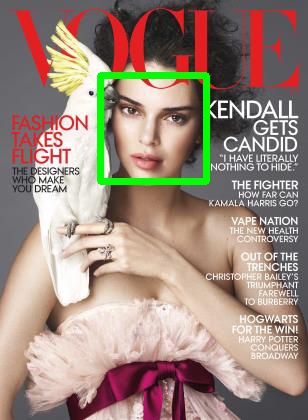 VOGUE
FASHION
TAKES
FLIGHT
THE DESIGNERS
WHO MAKE
YOU DREAM
KENDALL
GETS
CANDID
"I HAVE LITERALLY
NOTHING TO HIDE."
THE FIGHTER
HOW FAR CAN
KAMALA HARRIS GO?
VAPE NATION
THE NEW HEALTH
CONTROVERSY
OUT OF THE
TRENCHES
CHRISTOPHER BAILEY'S
TRIUMPHANT
FAREWELL
TO BURBERRY
HOGWARTS
FOR THE WIN!
HARRY POTTER
CONQUERS
BROADWAY